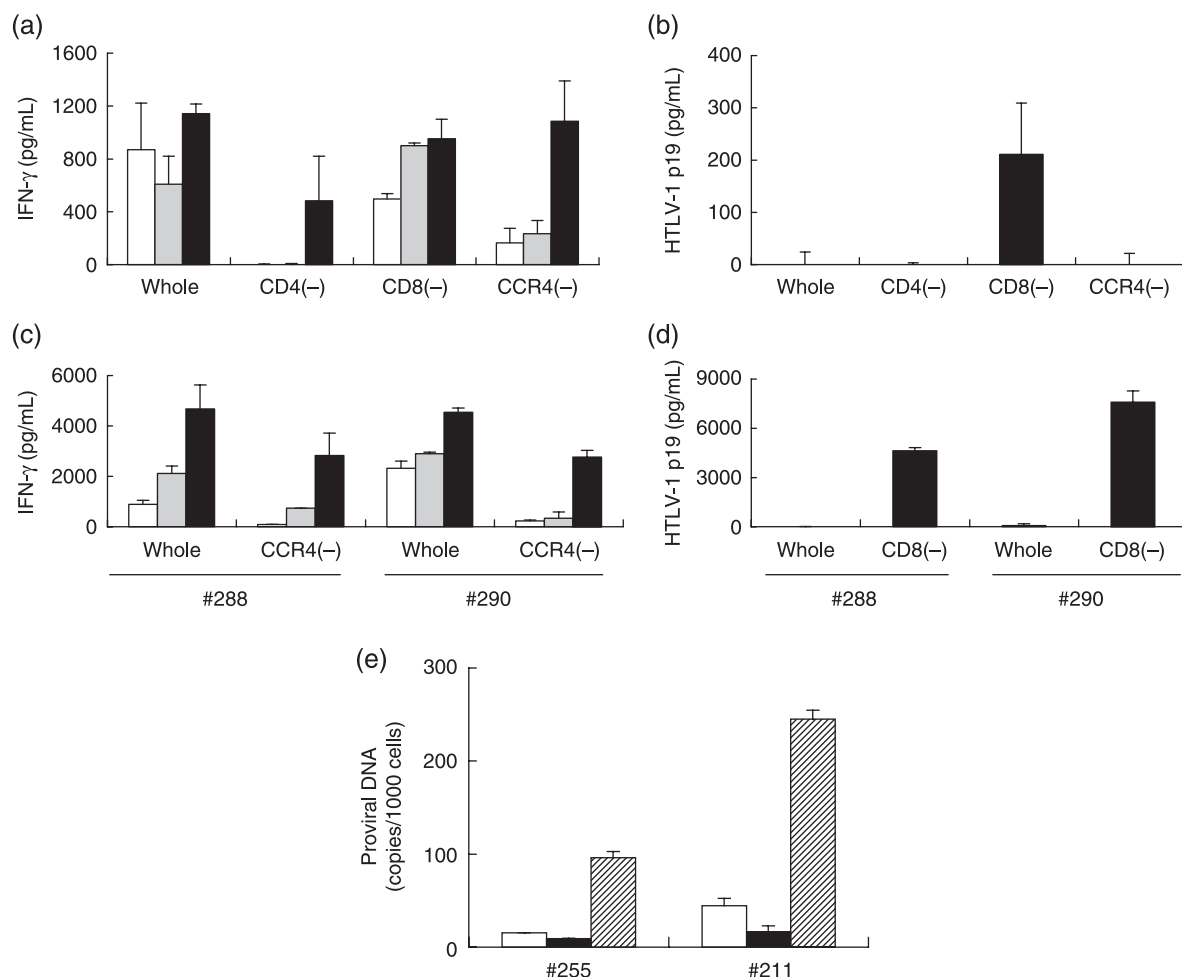 (a)
IFN-γ (pg/mL)
1600
1200
800
400
0
Whole
CD4(–)
CD8(–)
CCR4(–)
(b)
HTLV-1 p19 (pg/mL)
400
300
200
100
0
Whole
CD4(–)
CD8(–)
CCR4(–)
(c)
IFN-γ (pg/mL)
6000
4000
2000
0
Whole
CCR4(–)
Whole
CCR4(–)
#288
#290
(d)
HTLV-1 p19 (pg/mL)
9000
6000
3000
0
Whole
CD8(–)
Whole
CD8(–)
#288
#290
(e)
Proviral DNA
(copies/1000 cells)
300
200
100
0
#255
#211